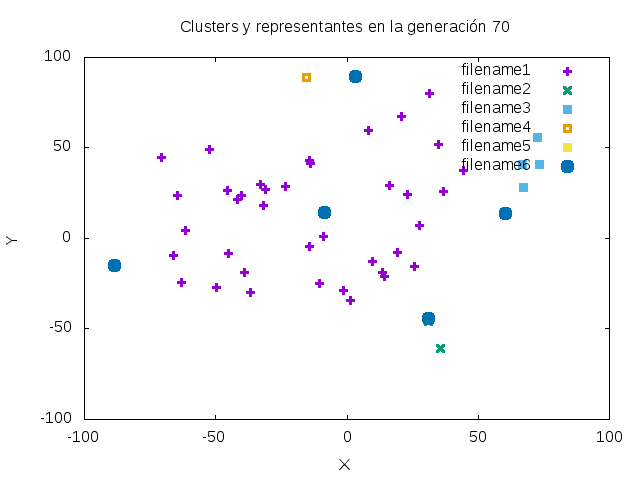 Clusters y representantes en la generación 70
100
50
0
-50
-100
Y
filename1
filename2
filename3
filename4
filename5
filename6
-100
-50
0
50
100
X